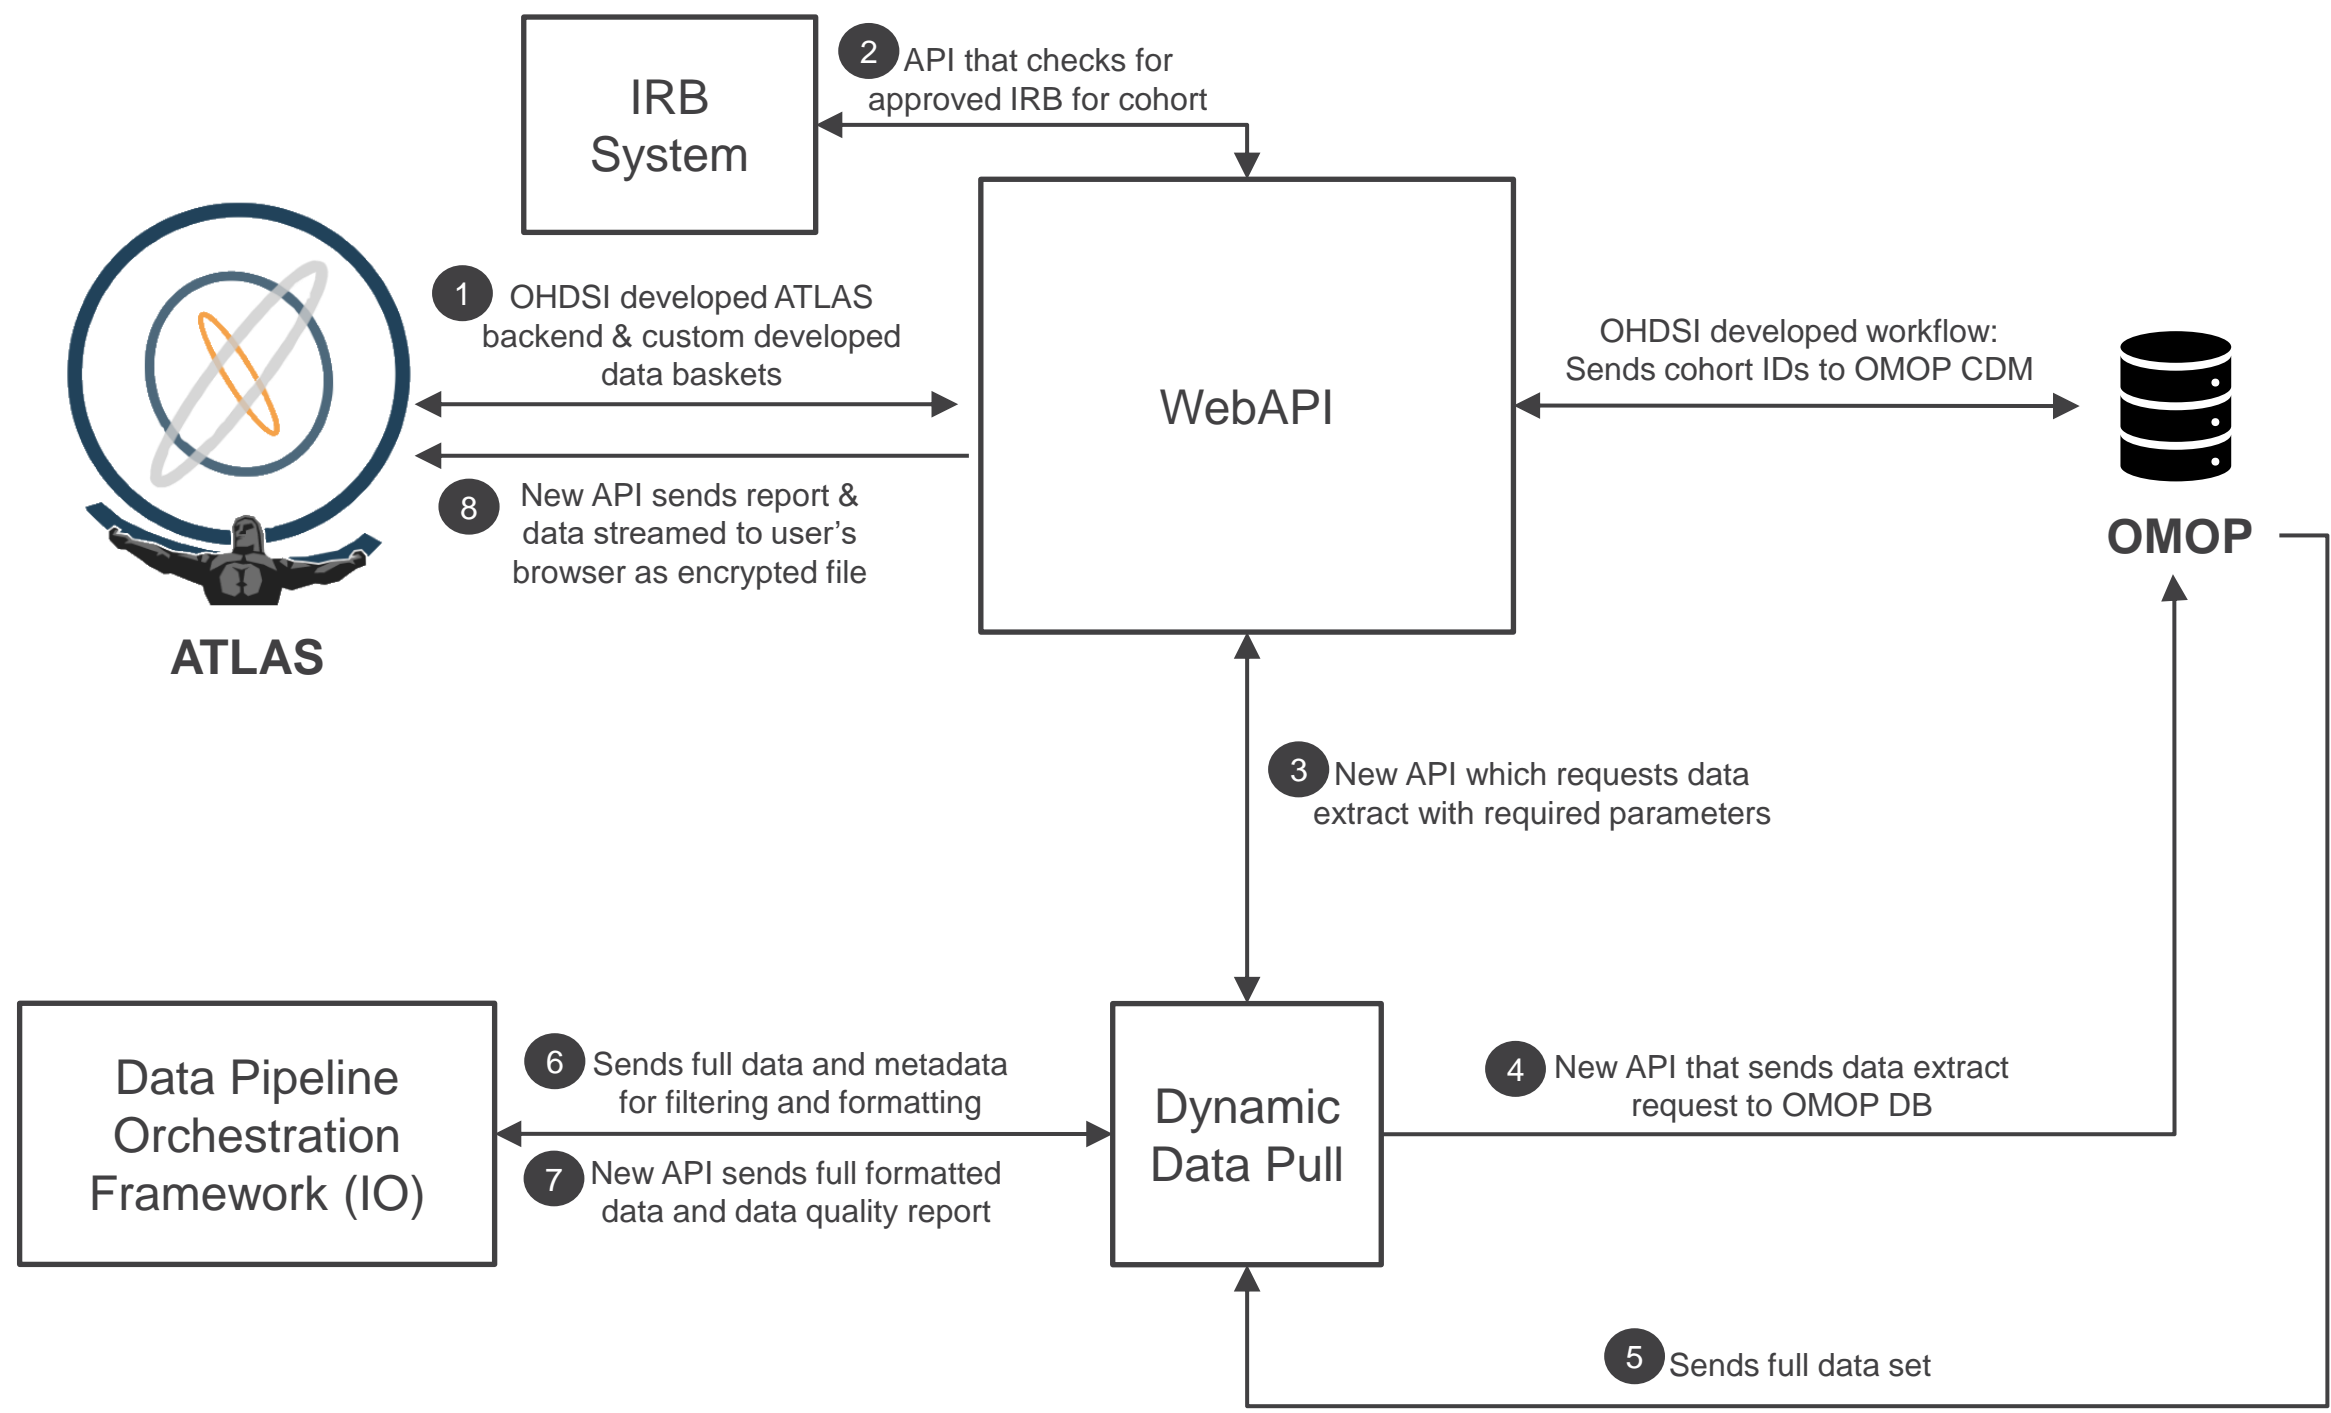 IRB
System
2
API that checks for
approved IRB for cohort
1
OHDSI developed ATLAS
backend & custom developed
data baskets
WebAPI
OHDSI developed workflow:
Sends cohort IDs to OMOP CDM
8
New API sends report &
data streamed to user’s
browser as encrypted file
OMOP
ATLAS
3
New API which requests data
extract with required parameters
Data Pipeline
Orchestration
Framework (IO)
6
Sends full data and metadata
for filtering and formatting
7
New API sends full formatted
data and data quality report
Dynamic
Data Pull
4
New API that sends data extract
request to OMOP DB
5
Sends full data set